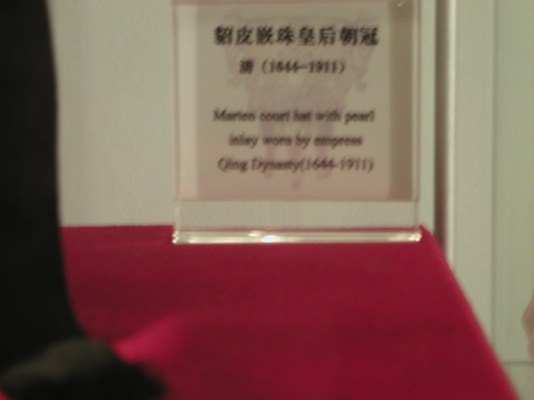 貂皮嵌珠皇后朝冠
清（1644—1911）
Marten court hat with pearl
inlay worn by empress
Qing Dynasty(1644-1911)